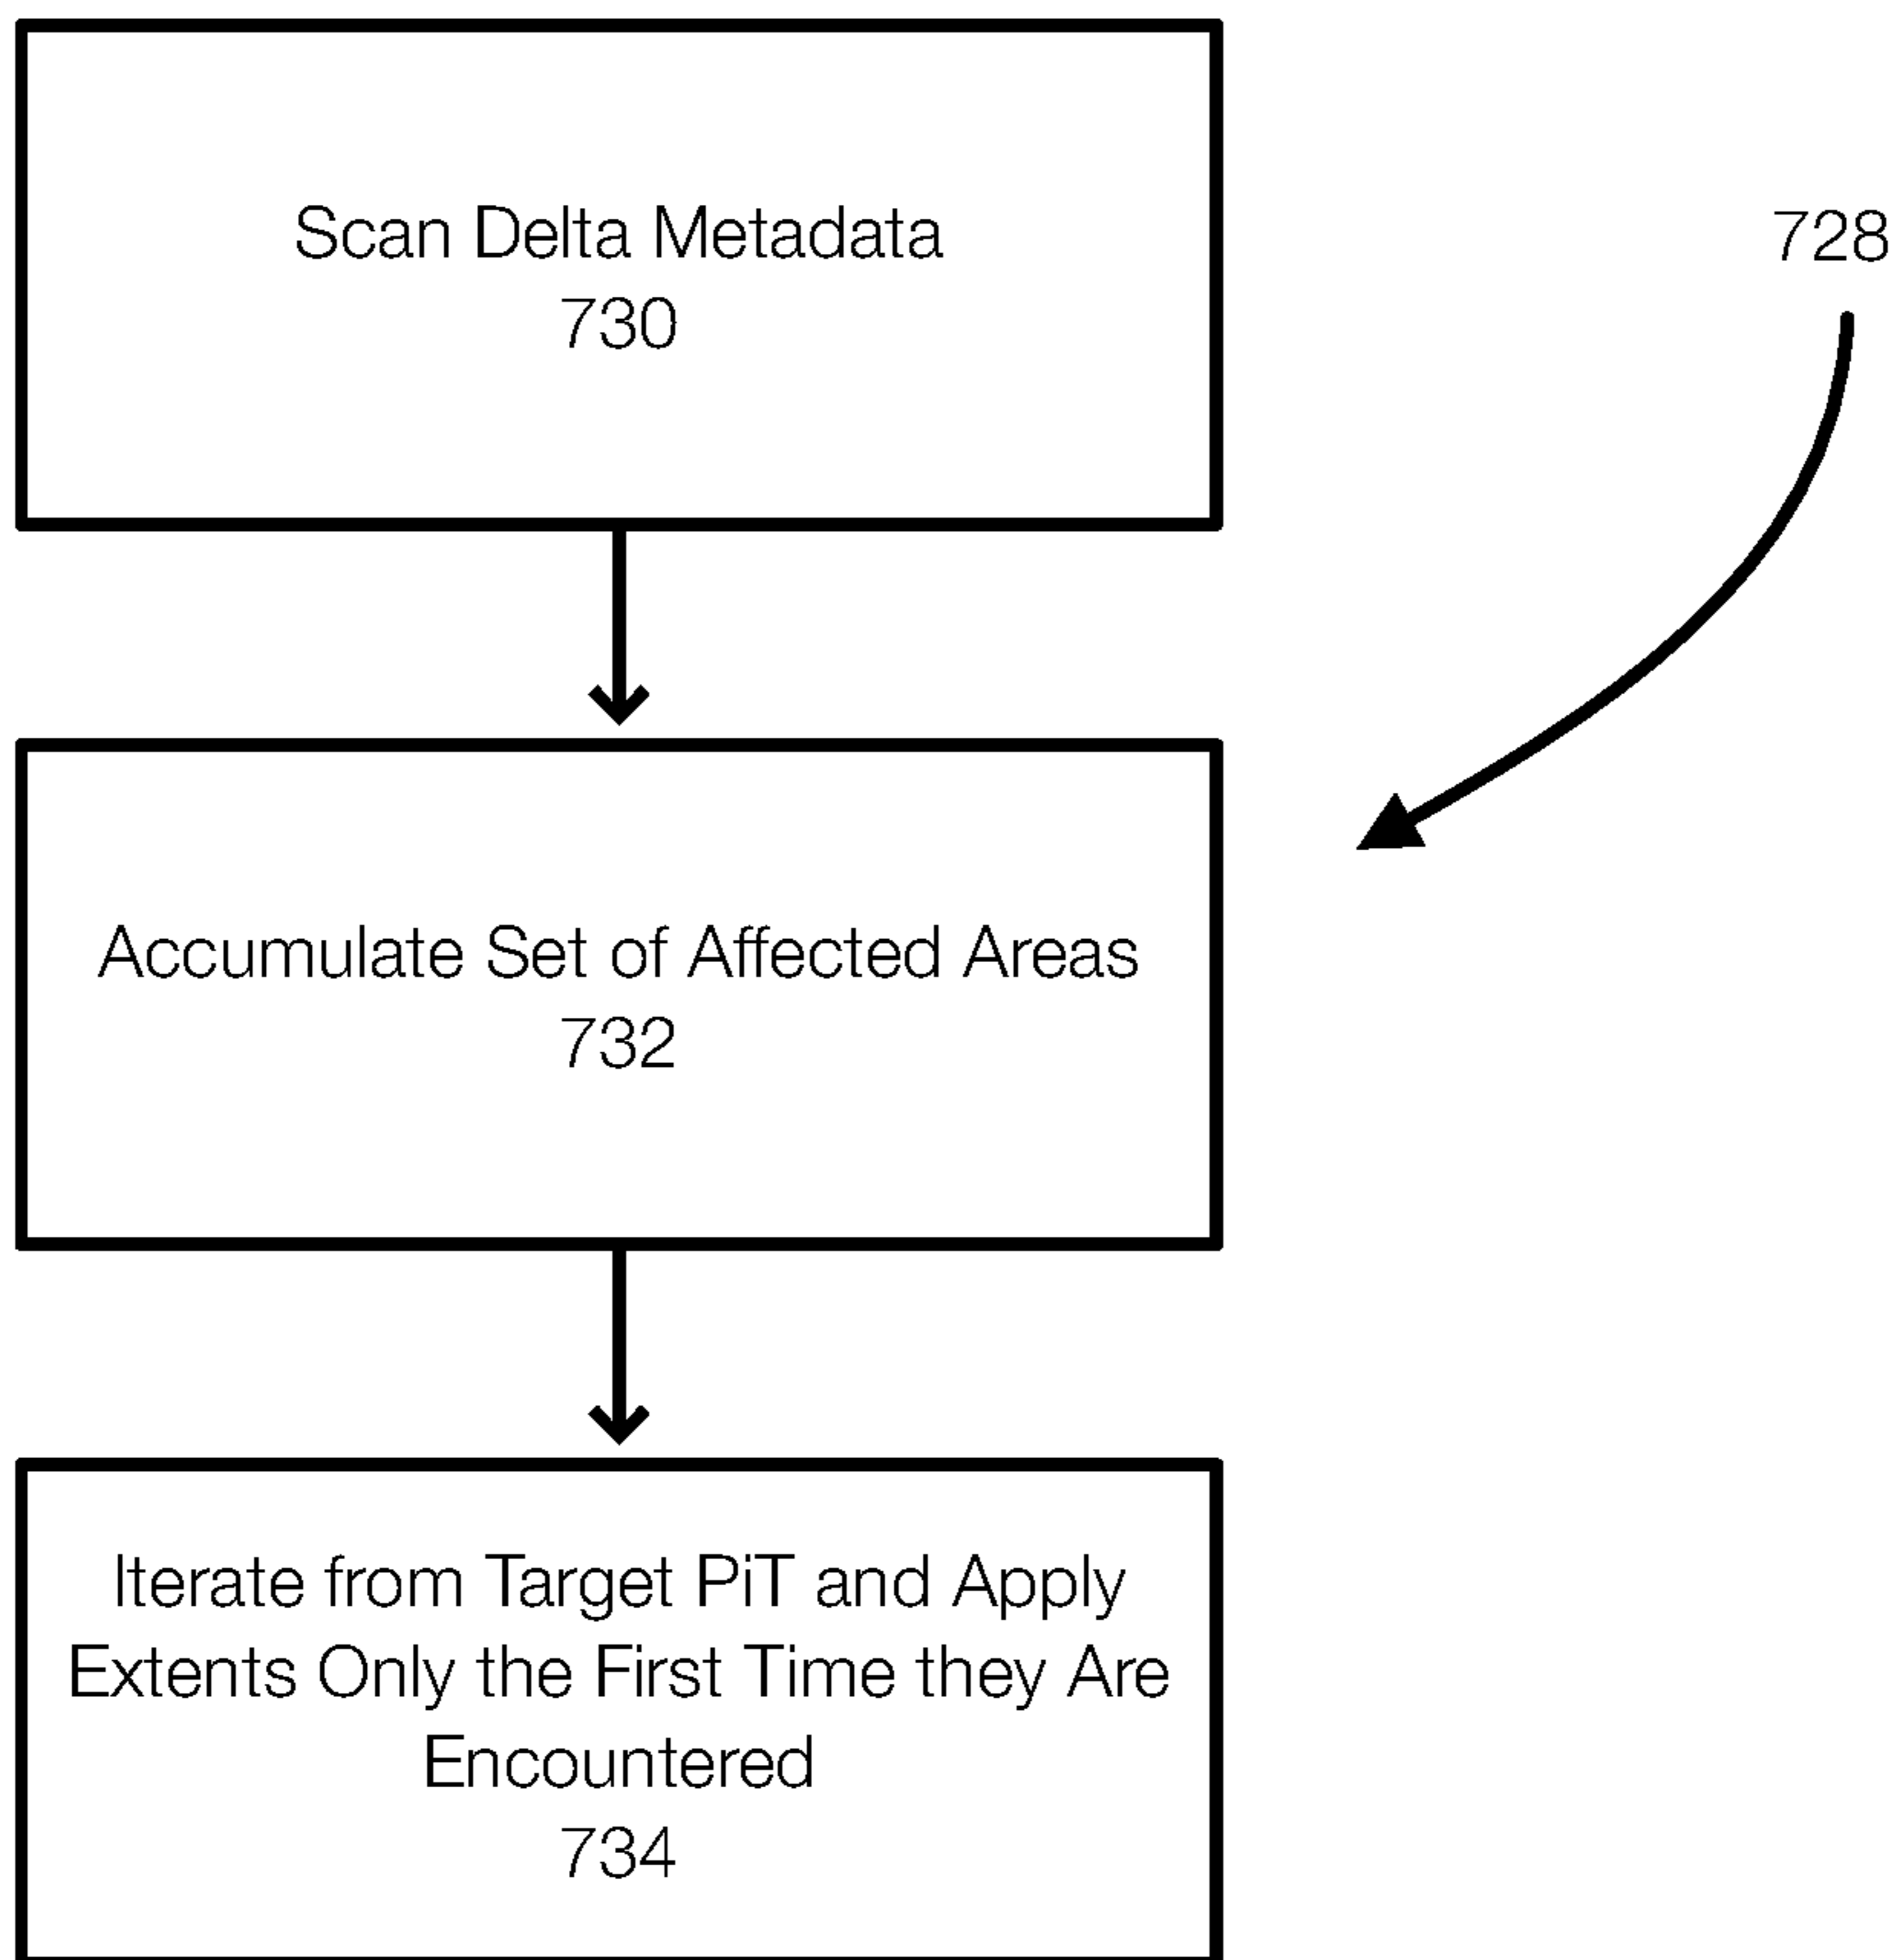 Scan Delta Metadata
730
728
Accumulate Set of Affected Areas
732
Iterate from Target PiT and Apply
Extents Only the First Time they Are
Encountered
734